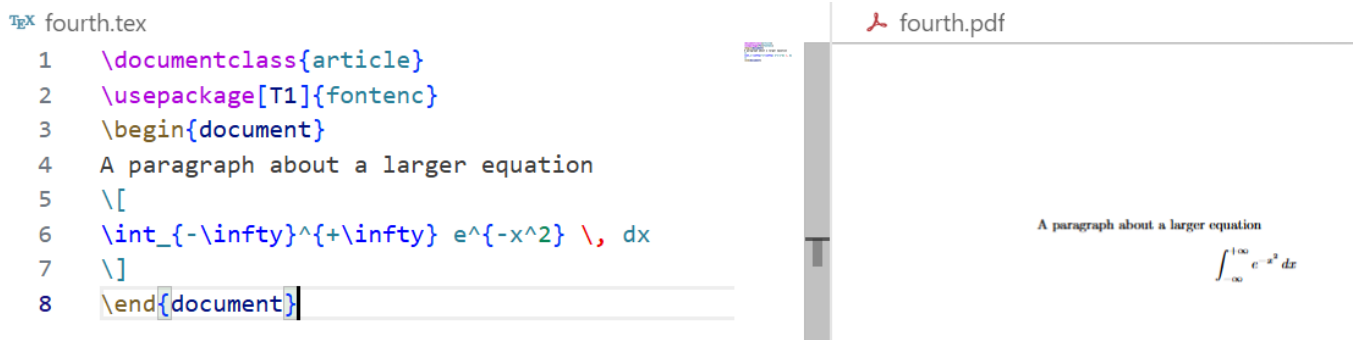 TEX fourth.tex
fourth.pdf
1 \documentclass{article}
2 \usepackage[T1]{fontenc}
3 \begin{document}
4 A paragraph about a larger equation
5 \[
6 \int_{-\infty}^{+\infty} e^{-x^2} \, dx
7 \]
8 \end{document}
A paragraph about a larger equation
∫_{-∞}^{+∞} e^{-x^2} dx